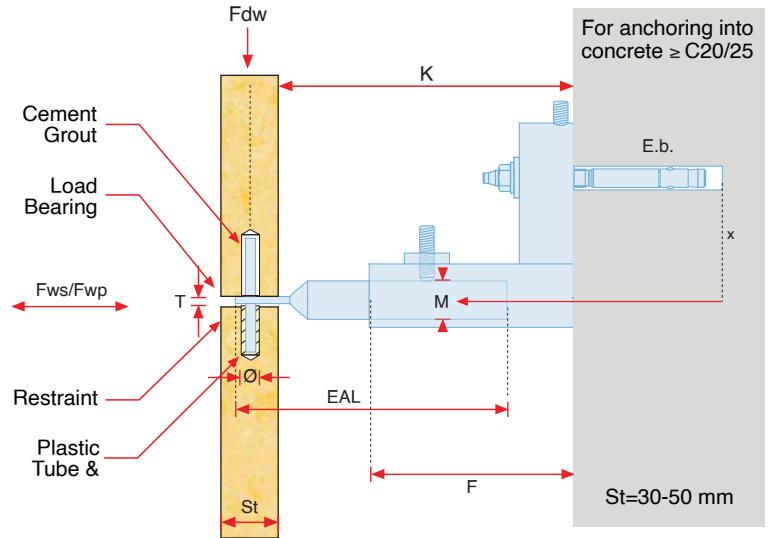 Fdw
For anchoring into
concrete ≥ C20/25
K
Cement
Grout
E.b.
Load
Bearing
x
Fws/Fwp
T
M
Ø
Restraint
EAL
Plastic
Tube &
F
St
St=30-50 mm